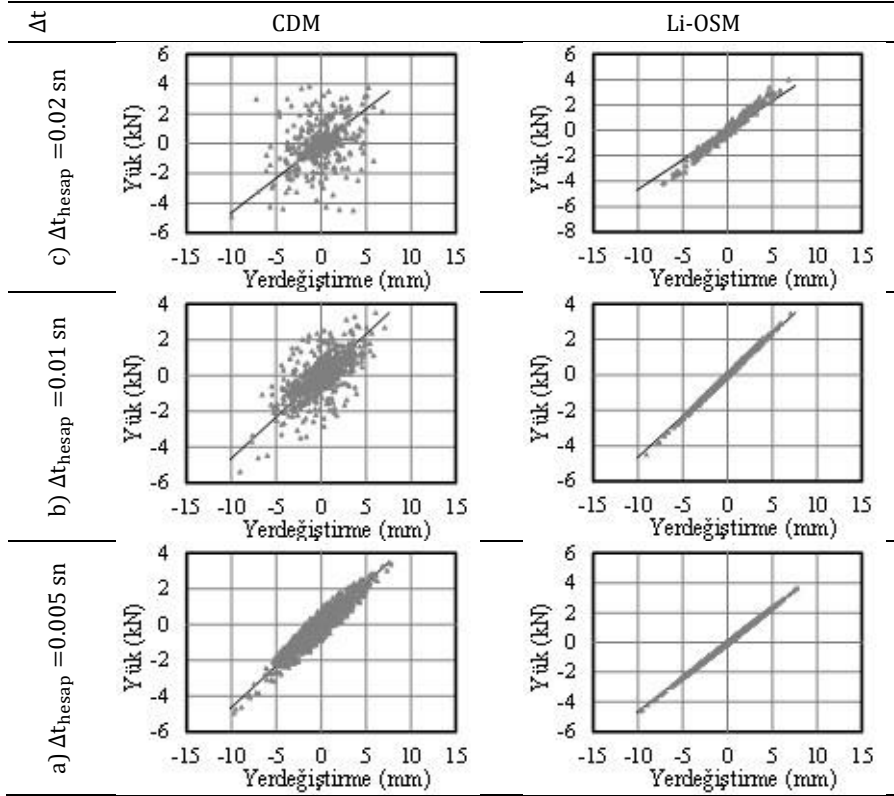 Δt CDM Li-OSM
c) Δt_hesap =0.02 sn
Yük (kN)
6
4
2
0
-2
-4
-6
-15 -10 -5 0 5 10 15
Yerdeğiştirme (mm)
Yük (kN)
6
4
2
0
-2
-4
-6
-8
-15 -10 -5 0 5 10 15
Yerdeğiştirme (mm)
b) Δt_hesap =0.01 sn
Yük (kN)
4
2
0
-2
-4
-6
-15 -10 -5 0 5 10 15
Yerdeğiştirme (mm)
Yük (kN)
4
2
0
-2
-4
-6
-15 -10 -5 0 5 10 15
Yerdeğiştirme (mm)
a) Δt_hesap =0.005 sn
Yük (kN)
4
2
0
-2
-4
-6
-15 -10 -5 0 5 10 15
Yerdeğiştirme (mm)
Yük (kN)
6
4
2
0
-2
-4
-6
-15 -10 -5 0 5 10 15
Yerdeğiştirme (mm)